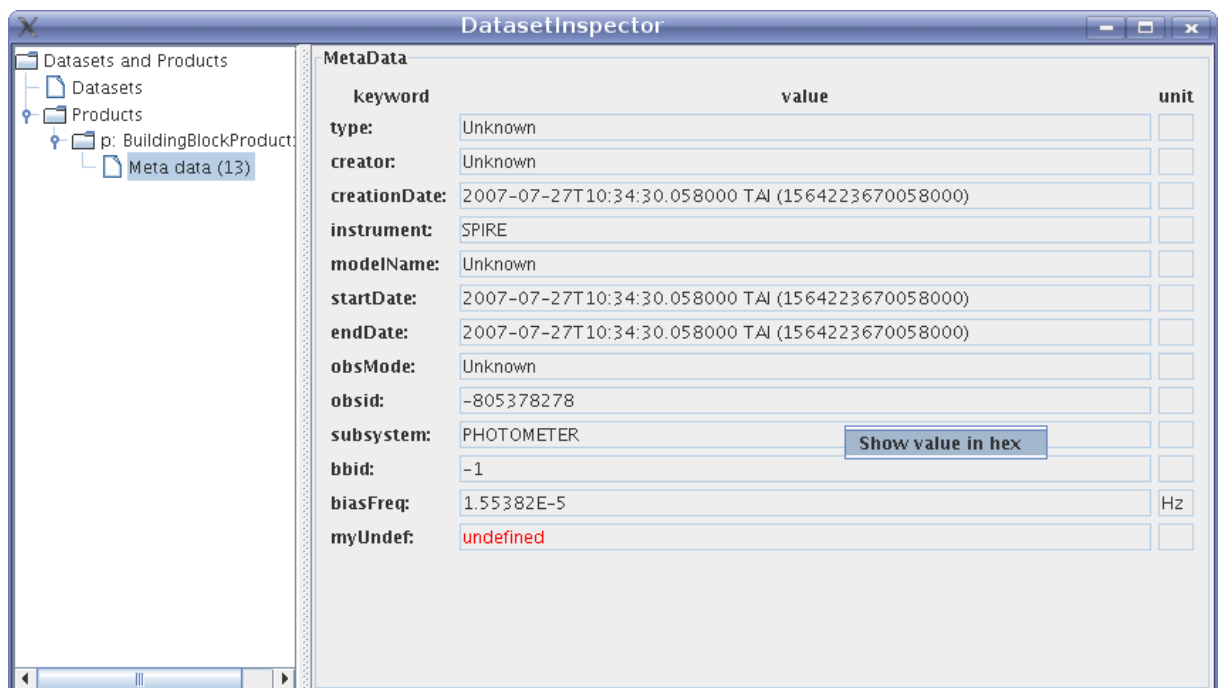 DatasetInspector
Datasets and Products
Datasets
Products
p: BuildingBlockProduct:
Meta data (13)
MetaData
keyword value unit
type: Unknown
creator: Unknown
creationDate: 2007-07-27T10:34:30.058000 TAI (1564223670058000)
instrument: SPIRE
modelName: Unknown
startDate: 2007-07-27T10:34:30.058000 TAI (1564223670058000)
endDate: 2007-07-27T10:34:30.058000 TAI (1564223670058000)
obsMode: Unknown
obsid: -805378278
subsystem: PHOTOMETER
Show value in hex
bbid: -1
biasFreq: 1.55382E-5 Hz
myUndef: undefined